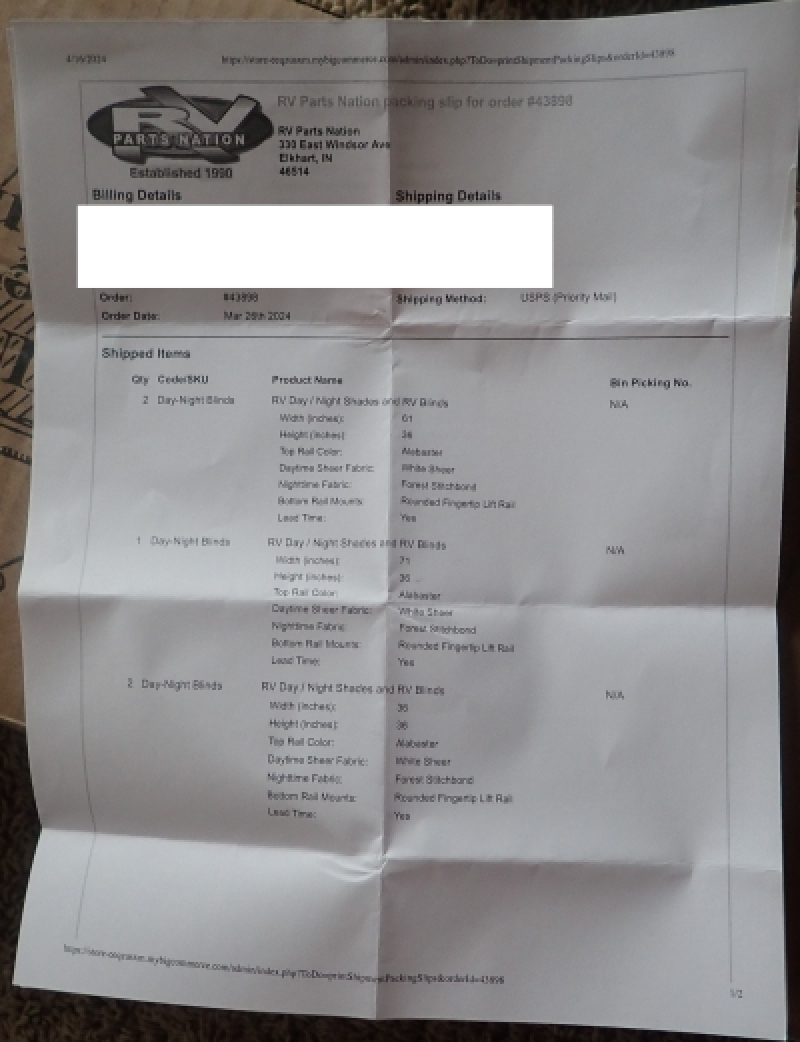 4/16/2024
RV PARTS NATION
Established 1990
RV Parts Nation packing slip for order #43898
RV Parts Nation
330 East Windsor Ave
Elkhart, IN
46514
Billing Details Shipping Details
Order: #43898 Shipping Method: USPS (Priority Mail)
Order Date: Mar 26th 2024
Shipped Items
Qty Code/SKU Product Name Bin Picking No.
2 Day-Night Blinds RV Day / Night Shades and RV Blinds N/A
Width (inches): 61
Height (inches): 36
Top Rail Color: Alabaster
Daytime Sheer Fabric: White Sheer
Nighttime Fabric: Forest Stitchbond
Bottom Rail Mounts: Rounded Fingertip Lift Rail
Lead Time: Yes
1 Day-Night Blinds RV Day / Night Shades and RV Blinds N/A
Width (inches): 71
Height (inches): 36
Top Rail Color: Alabaster
Daytime Sheer Fabric: White Sheer
Nighttime Fabric: Forest Stitchbond
Bottom Rail Mounts: Rounded Fingertip Lift Rail
Lead Time: Yes
2 Day-Night Blinds RV Day / Night Shades and RV Blinds N/A
Width (inches): 36
Height (inches): 36
Top Rail Color: Alabaster
Daytime Sheer Fabric: White Sheer
Nighttime Fabric: Forest Stitchbond
Bottom Rail Mounts: Rounded Fingertip Lift Rail
Lead Time: Yes
1/2